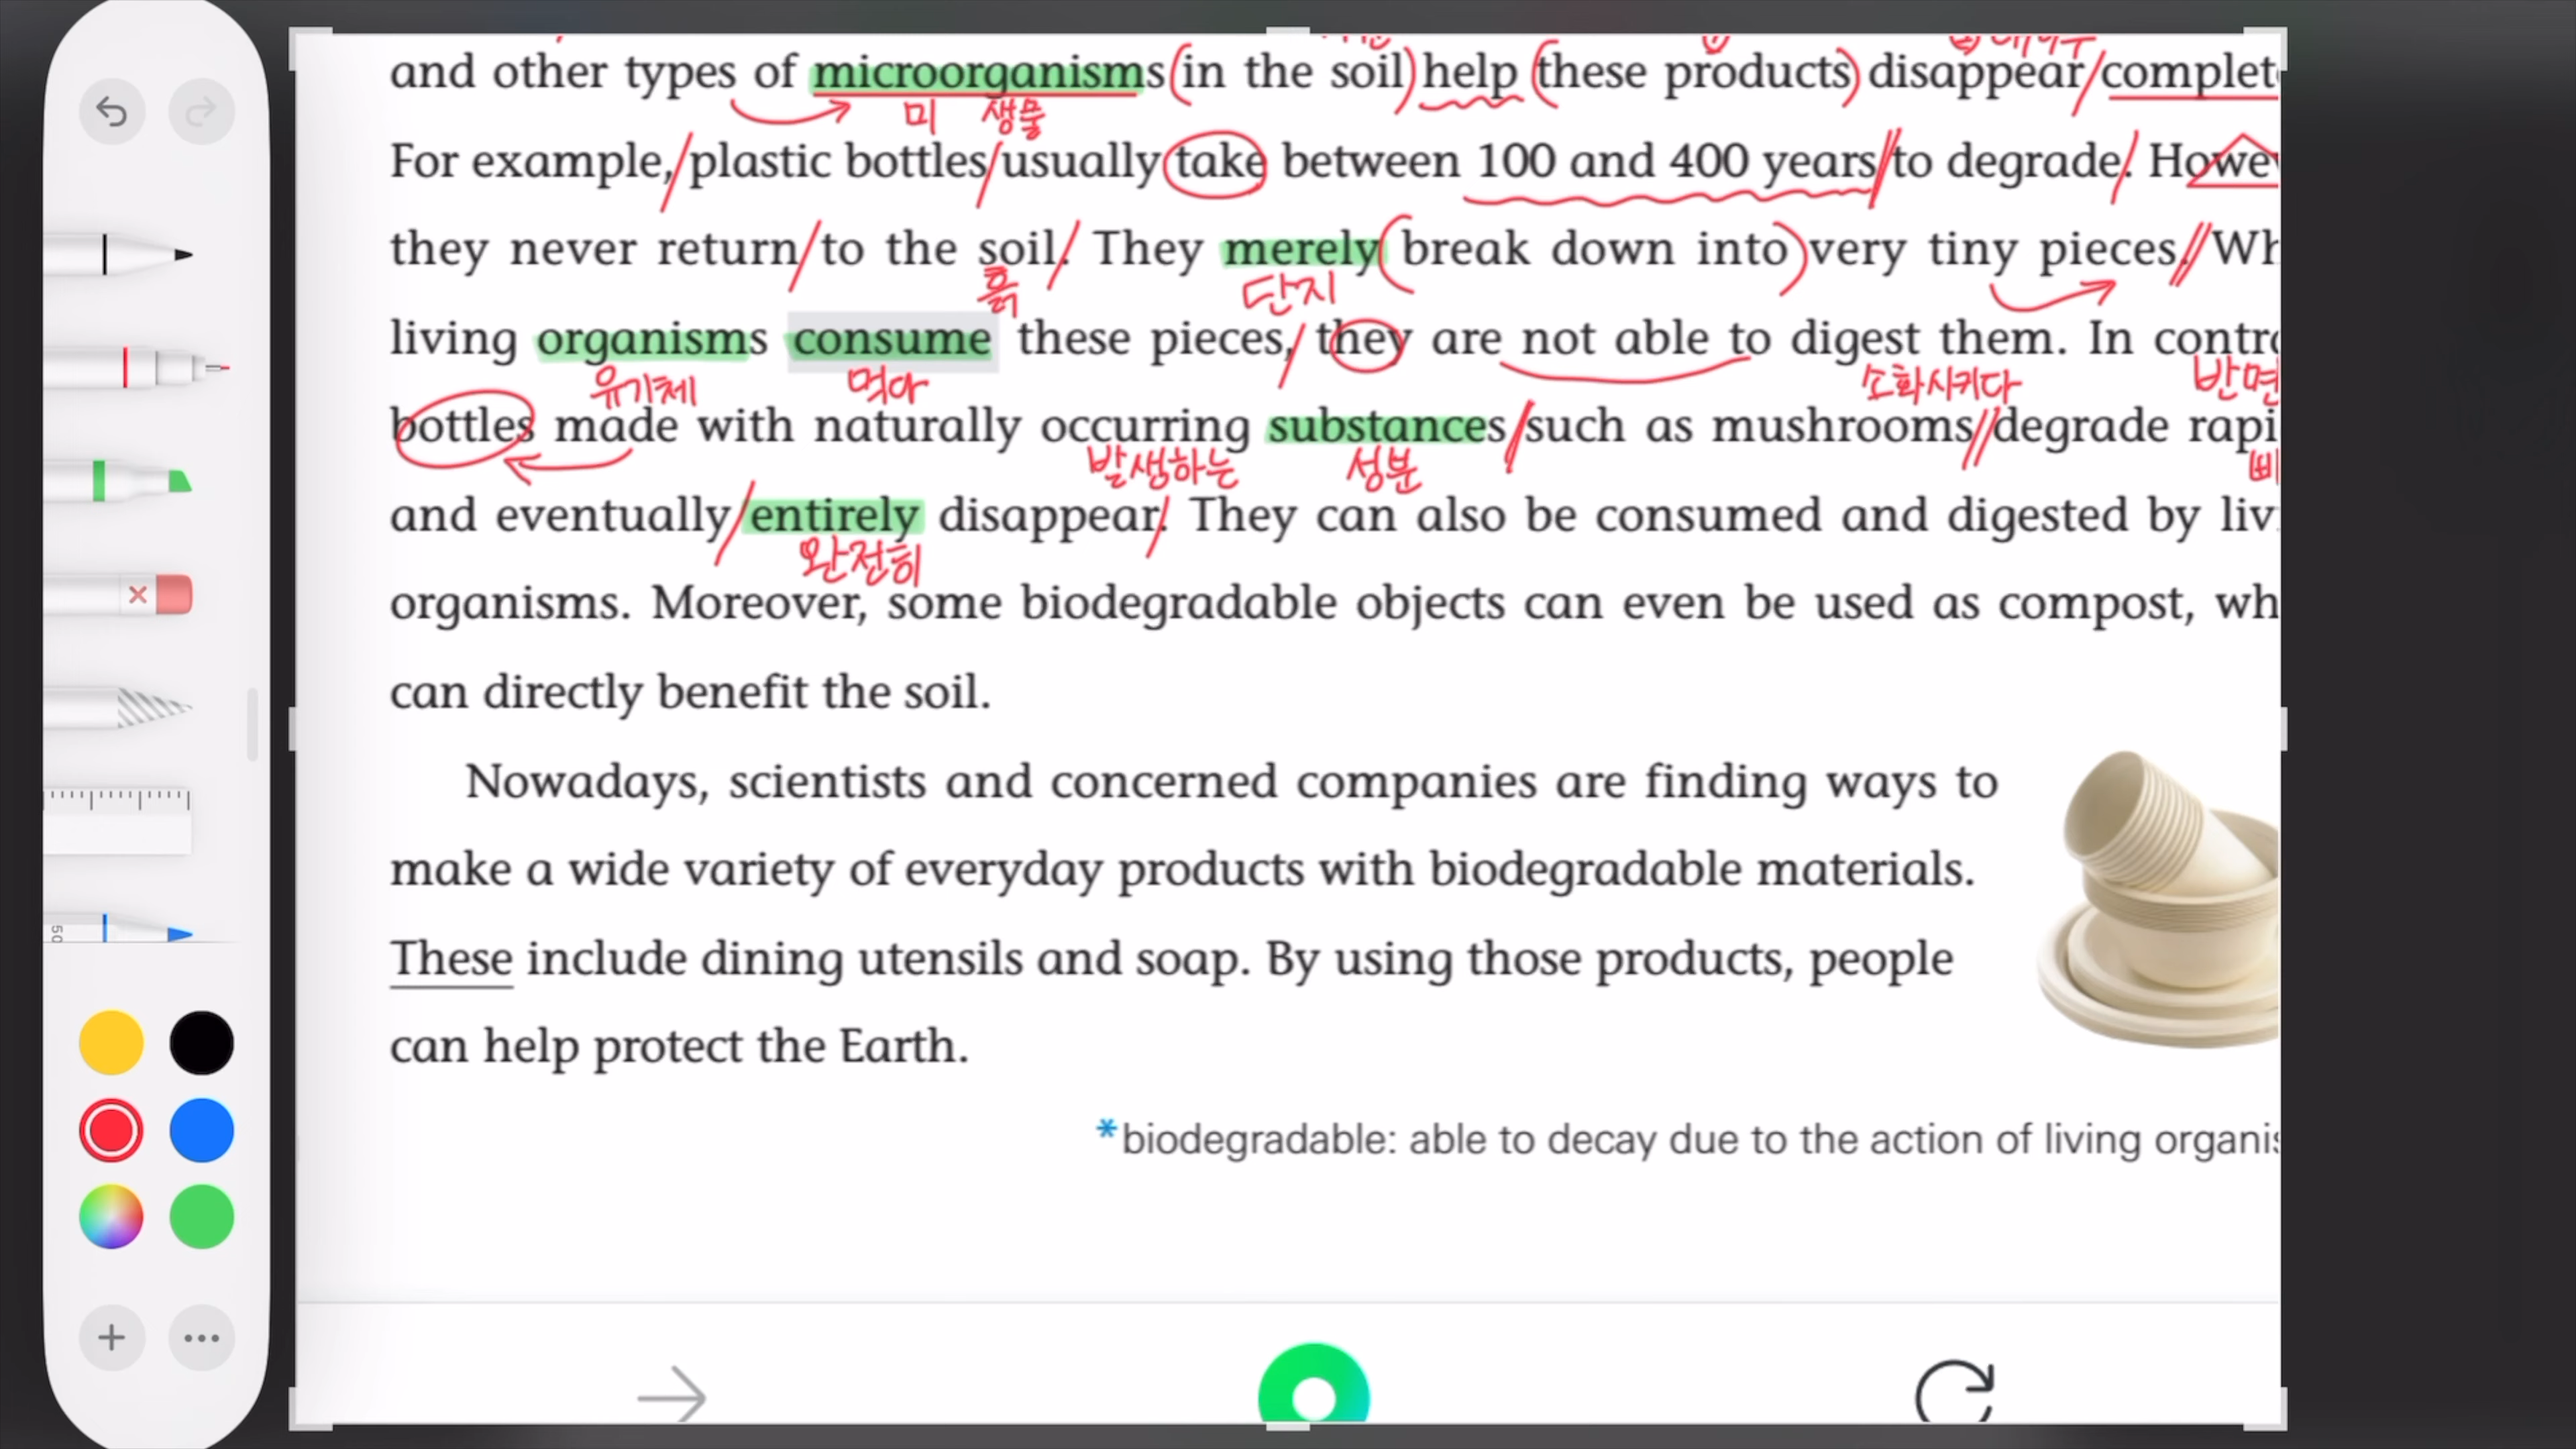 and other types of microorganisms in the soil help these products disappear
미 생물
For example, plastic bottles usually take between 100 and 400 years to degrade.
they never return to the soil. They merely break down into very tiny pieces.
흙 단지
living organisms consume these pieces, they are not able to digest them. In
유기체 먹다 소화시키다 반면
bottles made with naturally occurring substances such as mushrooms degrade
발생하는 성분
and eventually entirely disappear. They can also be consumed and digested by
완전히
organisms. Moreover, some biodegradable objects can even be used as compost,
can directly benefit the soil.
Nowadays, scientists and concerned companies are finding ways to
make a wide variety of everyday products with biodegradable materials.
These include dining utensils and soap. By using those products, people
can help protect the Earth.
*biodegradable: able to decay due to the action of living
50